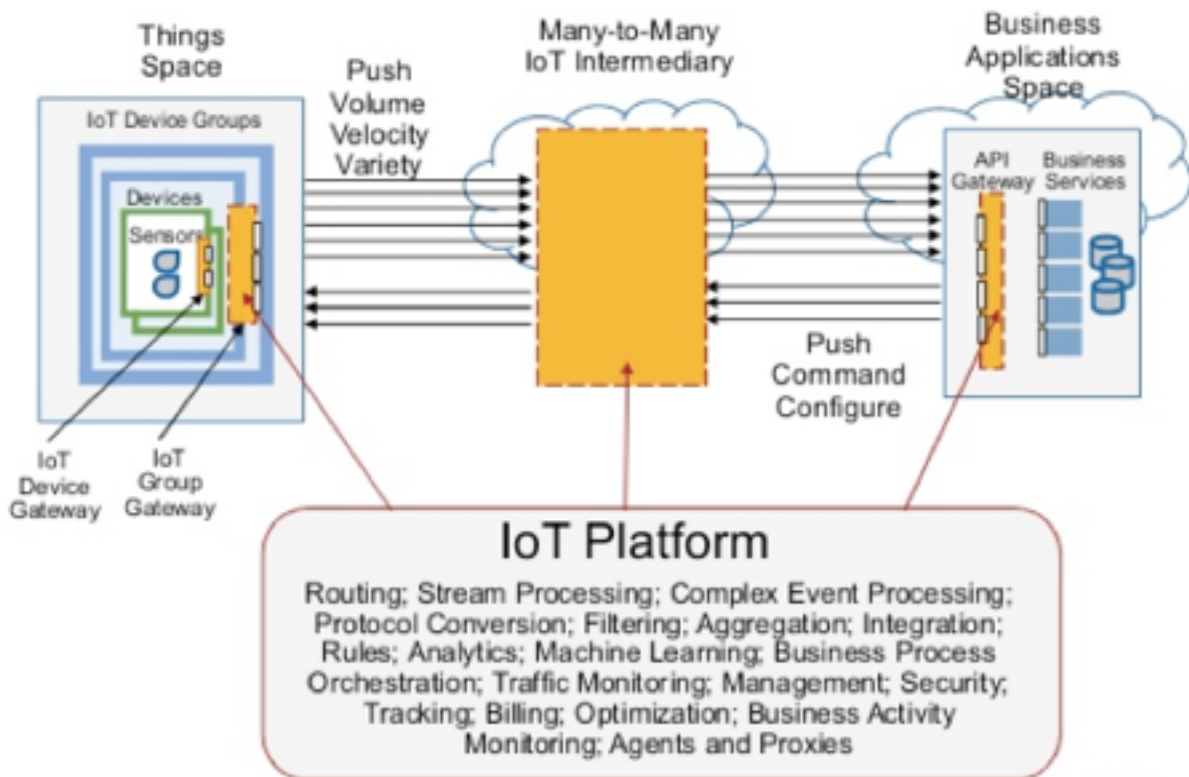 Things
Space
Many-to-Many
IoT Intermediary
Business
Applications
Space
Push
Volume
Velocity
Variety
IoT Device Groups
Devices
Sensors
API
Gateway
Business
Services
Push
Command
Configure
IoT
Device
Gateway
IoT
Group
Gateway
IoT Platform
Routing; Stream Processing; Complex Event Processing;
Protocol Conversion; Filtering; Aggregation; Integration;
Rules; Analytics; Machine Learning; Business Process
Orchestration; Traffic Monitoring; Management; Security;
Tracking; Billing; Optimization; Business Activity
Monitoring; Agents and Proxies